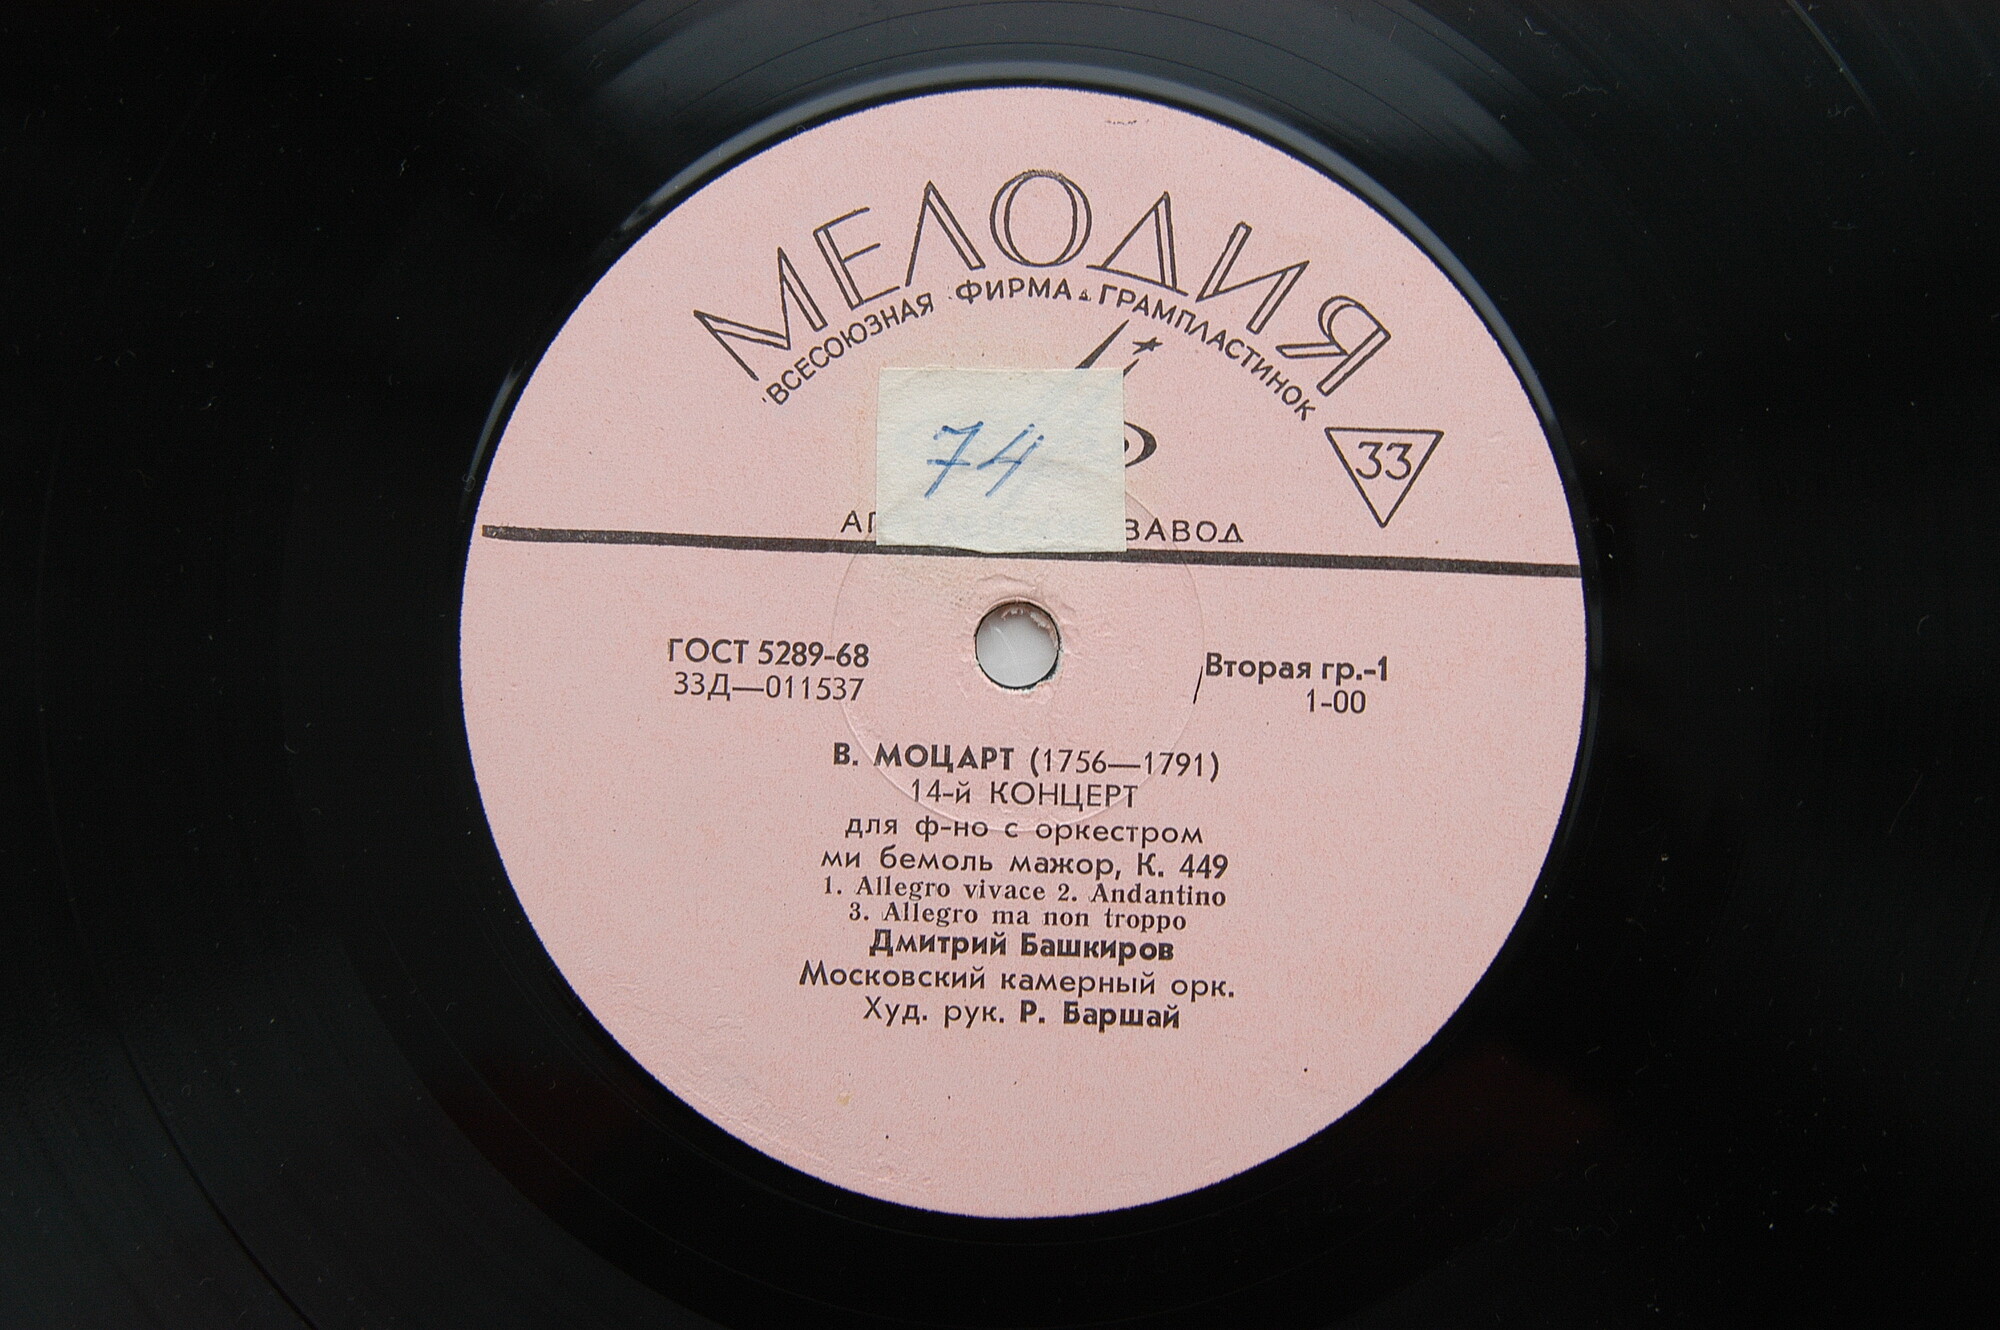 МЕЛОДИЯ
ВСЕСОЮЗНАЯ ФИРМА ГРАМПЛАСТИНОК
33
74
ЗАВОД
ГОСТ 5289-68
33Д—011537
Вторая гр.-1
1-00
В. МОЦАРТ (1756—1791)
14-й КОНЦЕРТ
для ф-но с оркестром
ми бемоль мажор, К. 449
1. Allegro vivace 2. Andantino
3. Allegro ma non troppo
Дмитрий Башкиров
Московский камерный орк.
Худ. рук. Р. Баршай